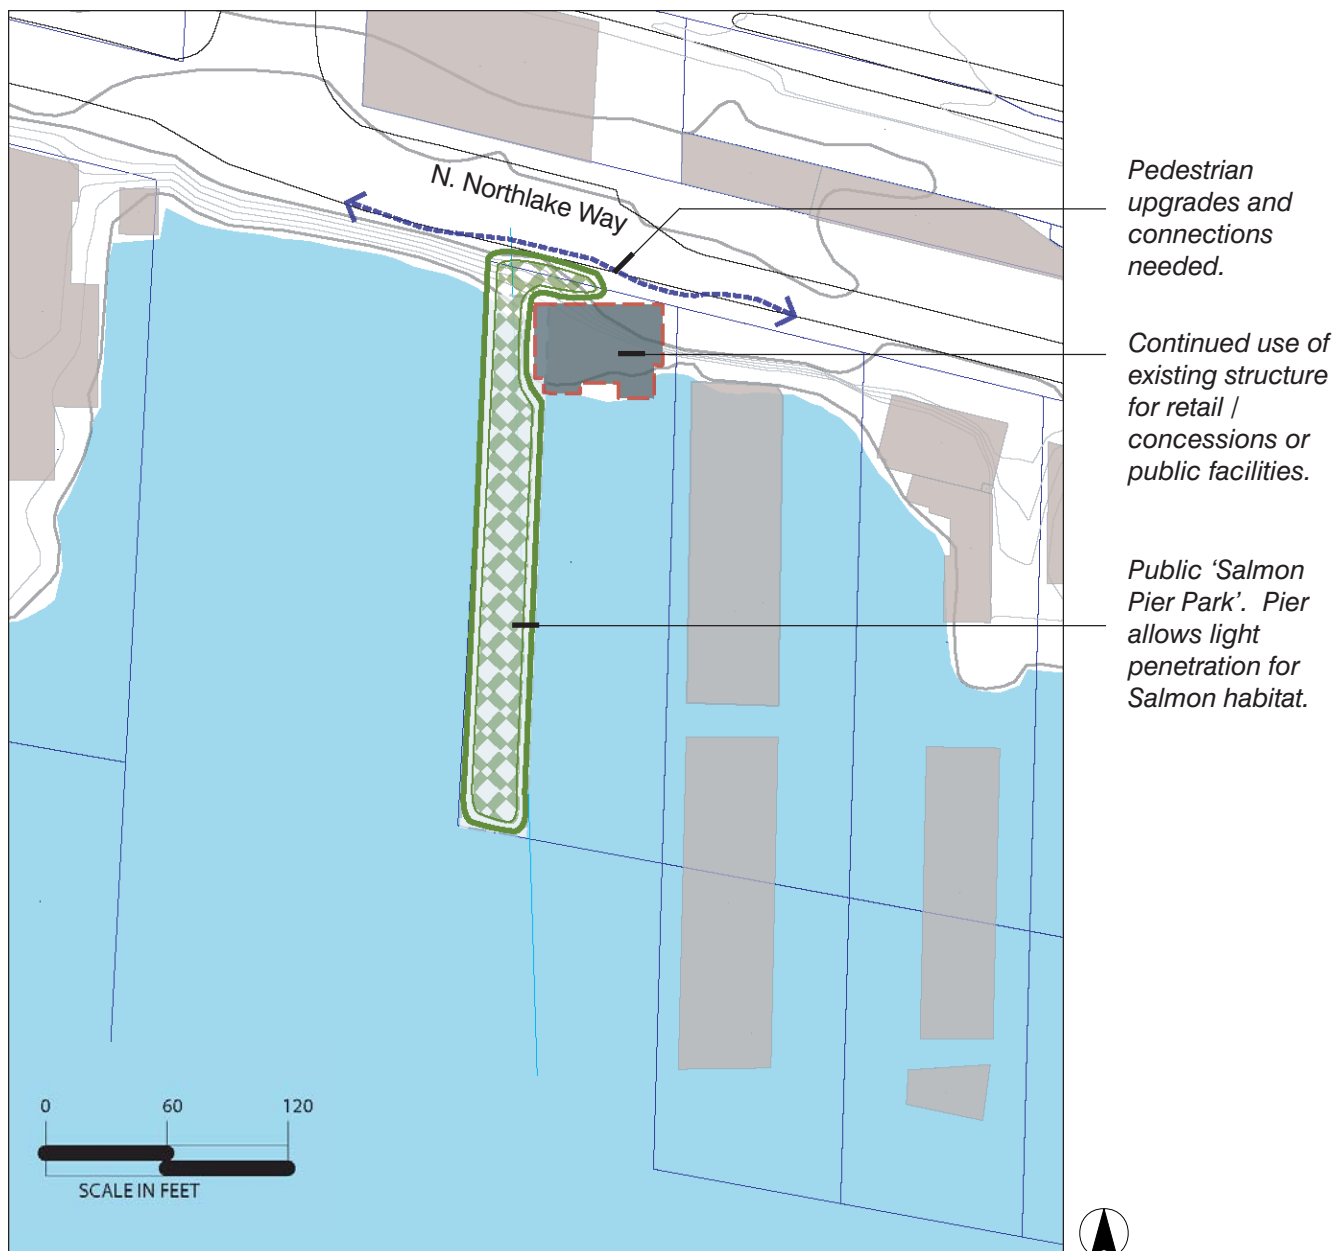 N. Northlake Way
Pedestrian
upgrades and
connections
needed.
Continued use of
existing structure
for retail /
concessions or
public facilities.
Public ‘Salmon
Pier Park’. Pier
allows light
penetration for
Salmon habitat.
0 60 120
SCALE IN FEET